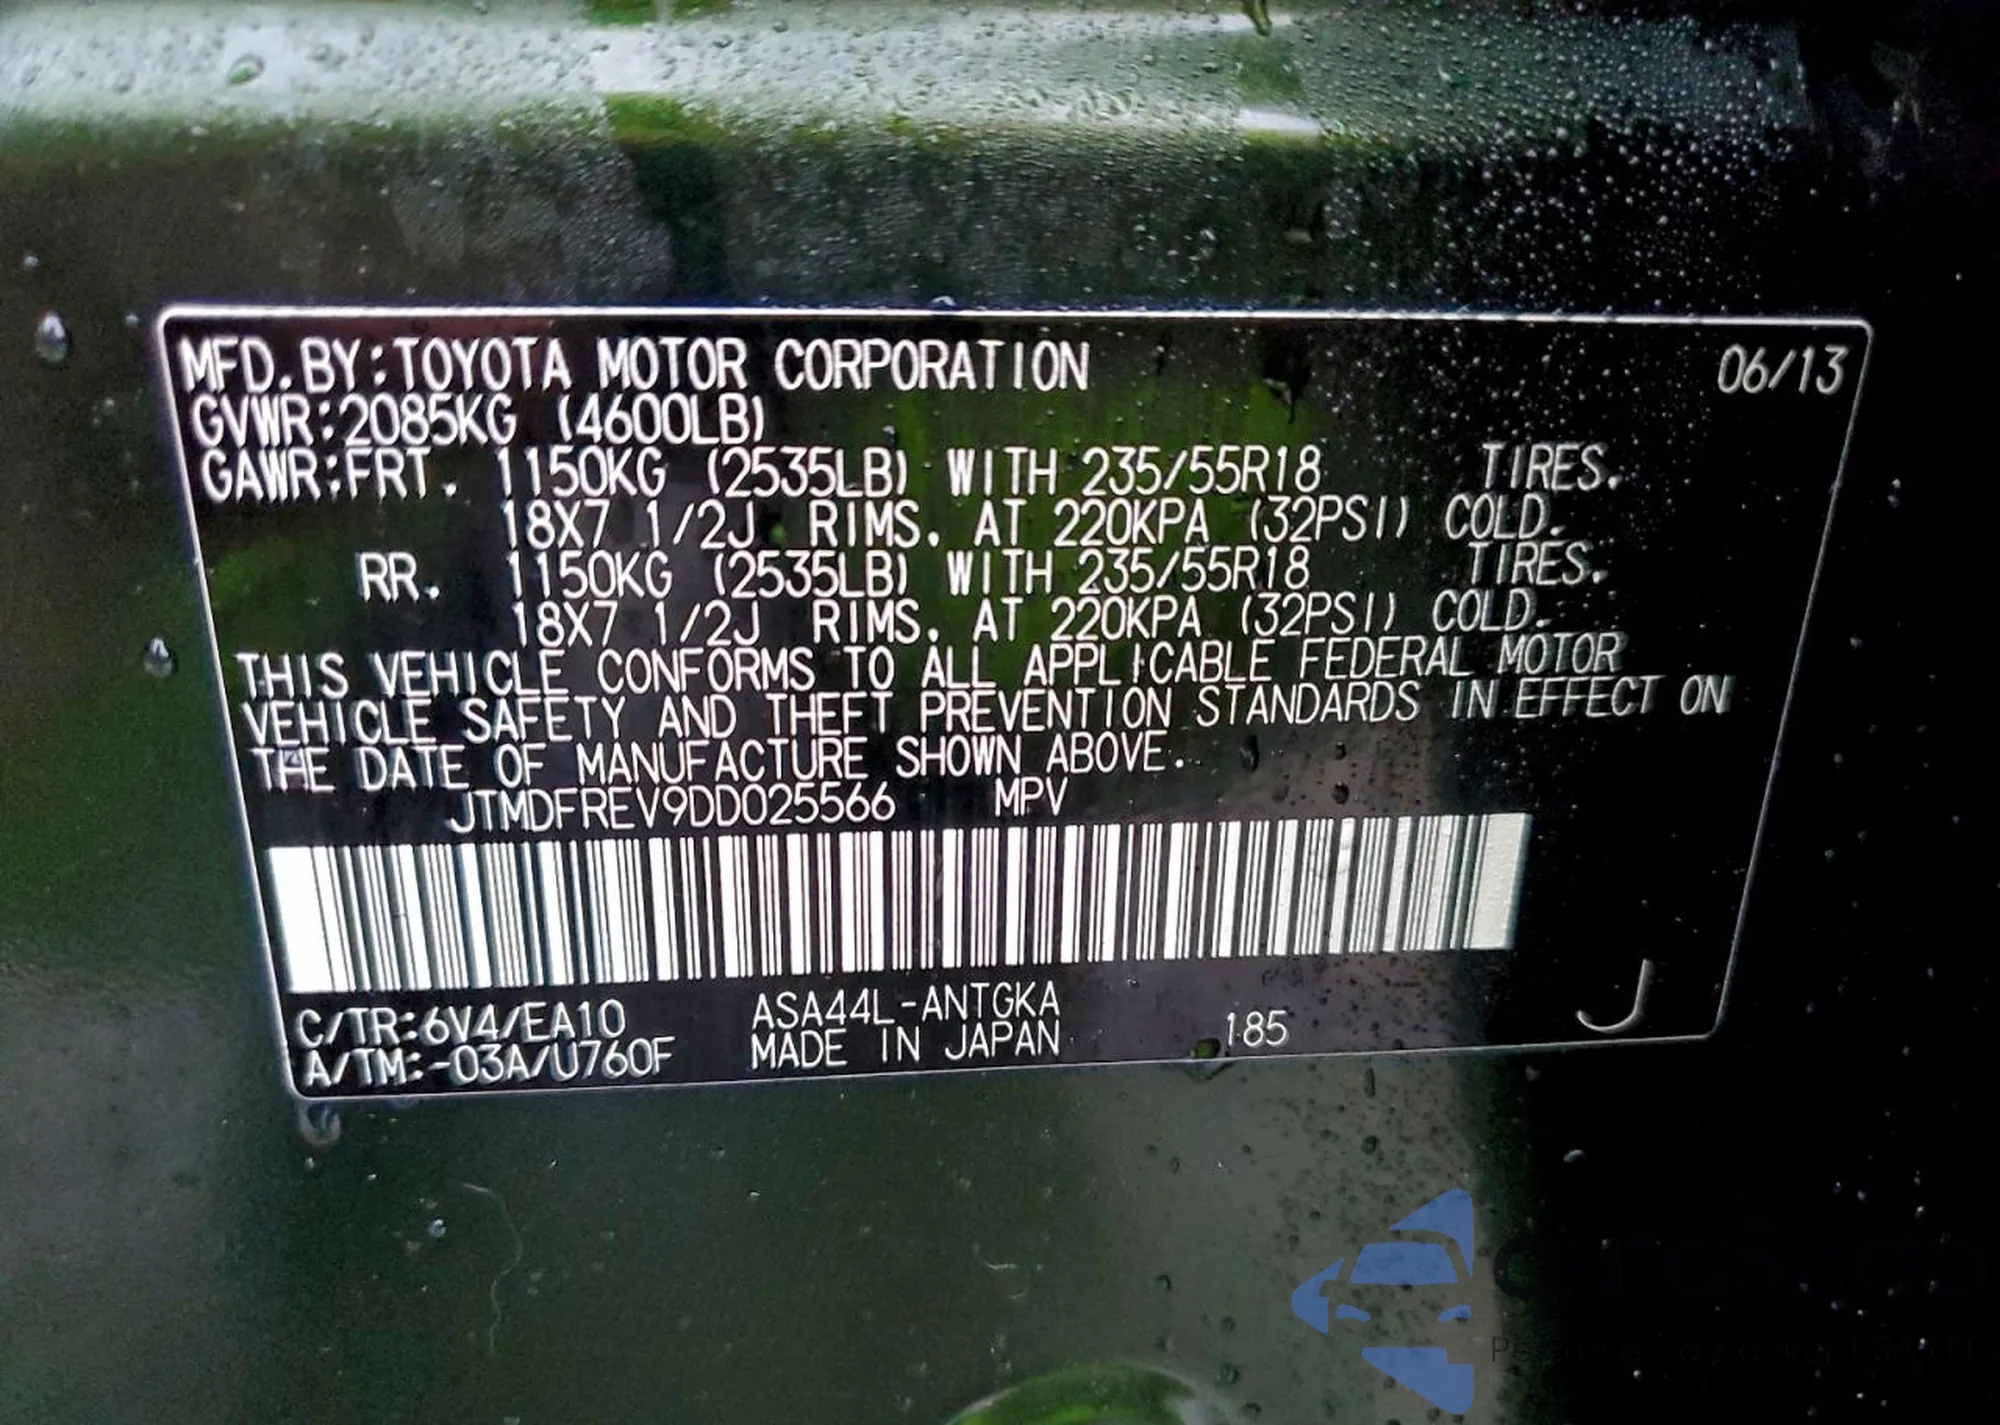 MFD.BY:TOYOTA MOTOR CORPORATION 06/13
GVWR:2085KG (4600LB)
GAWR:FRT. 1150KG (2535LB) WITH 235/55R18 TIRES.
18X7 1/2J RIMS. AT 220KPA (32PSI) COLD.
RR. 1150KG (2535LB) WITH 235/55R18 TIRES.
18X7 1/2J RIMS. AT 220KPA (32PSI) COLD.
THIS VEHICLE CONFORMS TO ALL APPLICABLE FEDERAL MOTOR
VEHICLE SAFETY AND THEFT PREVENTION STANDARDS IN EFFECT ON
THE DATE OF MANUFACTURE SHOWN ABOVE.
JTMDFREV9DD025566 MPV
C/TR:6V4/EA10 ASA44L-ANTGKA 185 J
A/TM:-03A/U760F MADE IN JAPAN